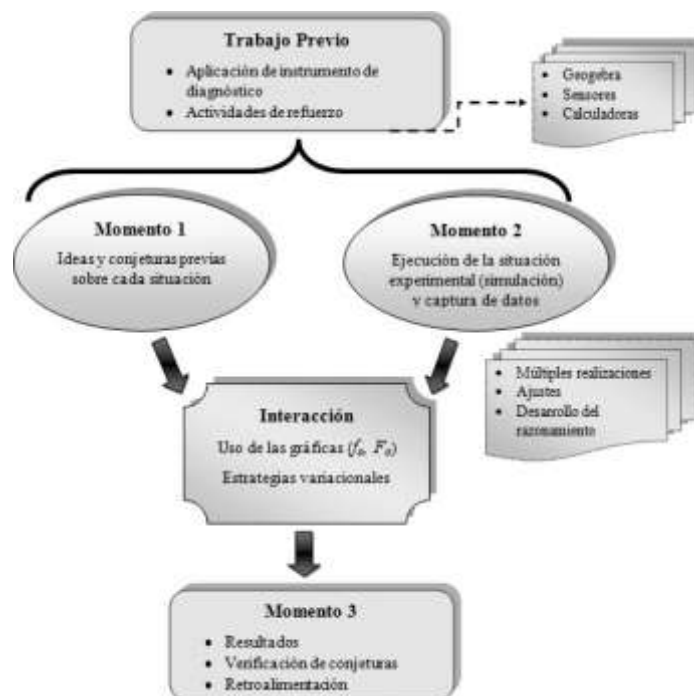 Trabajo Previo
• Aplicación de instrumento de
diagnóstico
• Actividades de refuerzo
• Geogebra
• Sensores
• Calculadoras
Momento 1
Ideas y conjeturas previas
sobre cada situación
Momento 2
Ejecución de la situación
experimental (simulación)
y captura de datos
• Múltiples realizaciones
• Ajustes
• Desarrollo del
razonamiento
Interacción
Uso de las gráficas
Estrategias variacionales
Momento 3
• Resultados
• Verificación de conjeturas
• Retroalimentación